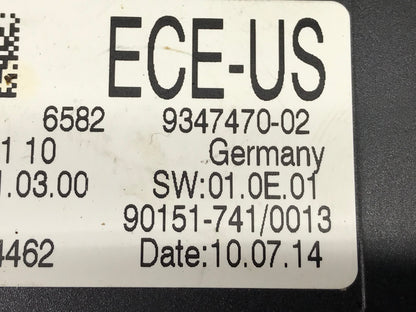 ECE-US
6582 9347470-02
1 10 Germany
.03.00 SW:01.0E.01
90151-741/0013
4462 Date:10.07.14